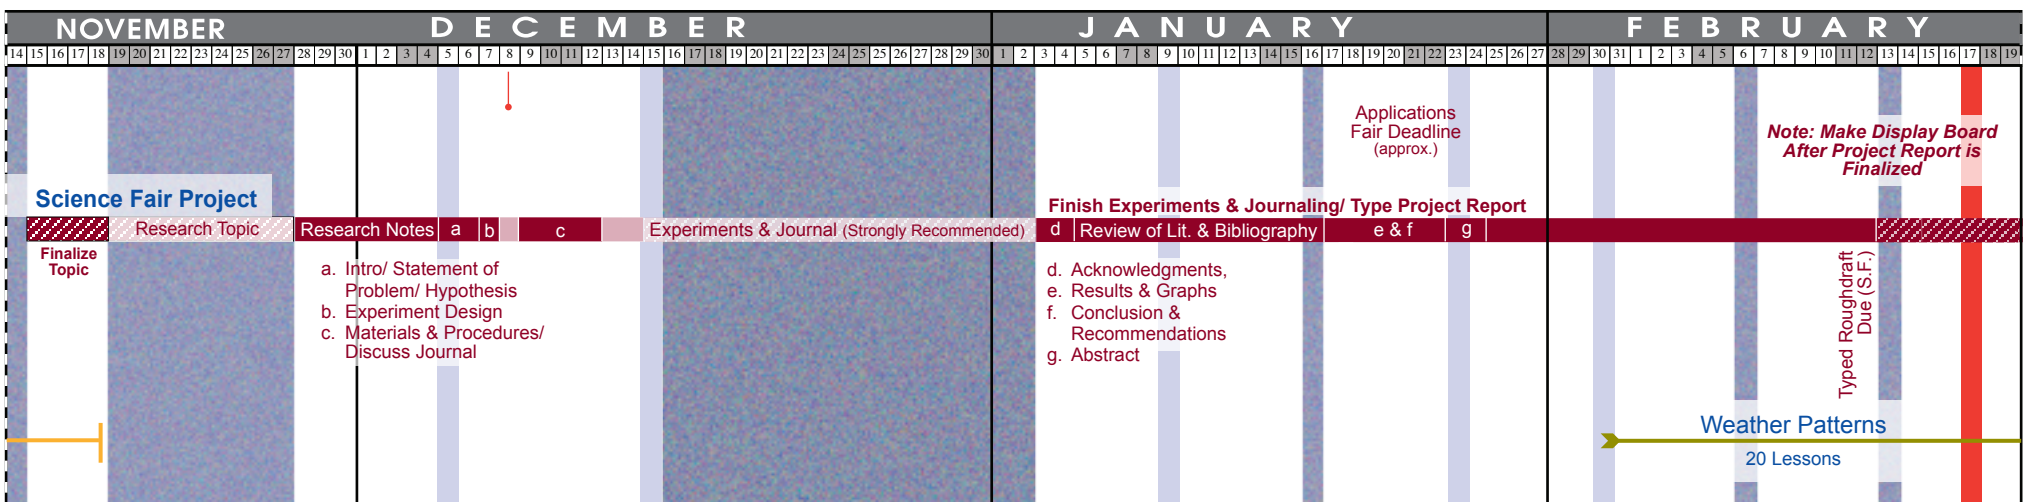 NOVEMBER DECEMBER JANUARY FEBRUARY
14 15 16 17 18 19 20 21 22 23 24 25 26 27 28 29 30 1 2 3 4 5 6 7 8 9 10 11 12 13 14 15 16 17 18 19 20 21 22 23 24 25 25 26 27 28 29 30 1 2 3 4 5 6 7 8 9 10 11 12 13 14 15 16 17 18 19 20 21 22 23 24 25 26 27 28 29 30 31 1 2 3 4 5 6 7 8 9 10 11 12 13 14 15 16 17 18 19
Applications
Fair Deadline
(approx.)
Note: Make Display Board
After Project Report is
Finalized
Science Fair Project
Finish Experiments & Journaling/ Type Project Report
Research Topic Research Notes a b c Experiments & Journal (Strongly Recommended) d Review of Lit. & Bibliography e & f g
Finalize
Topic
a. Intro/ Statement of
Problem/ Hypothesis
b. Experiment Design
c. Materials & Procedures/
Discuss Journal
d. Acknowledgments,
e. Results & Graphs
f. Conclusion &
Recommendations
g. Abstract
Typed Roughdraft
Due (S.F.)
Weather Patterns
20 Lessons